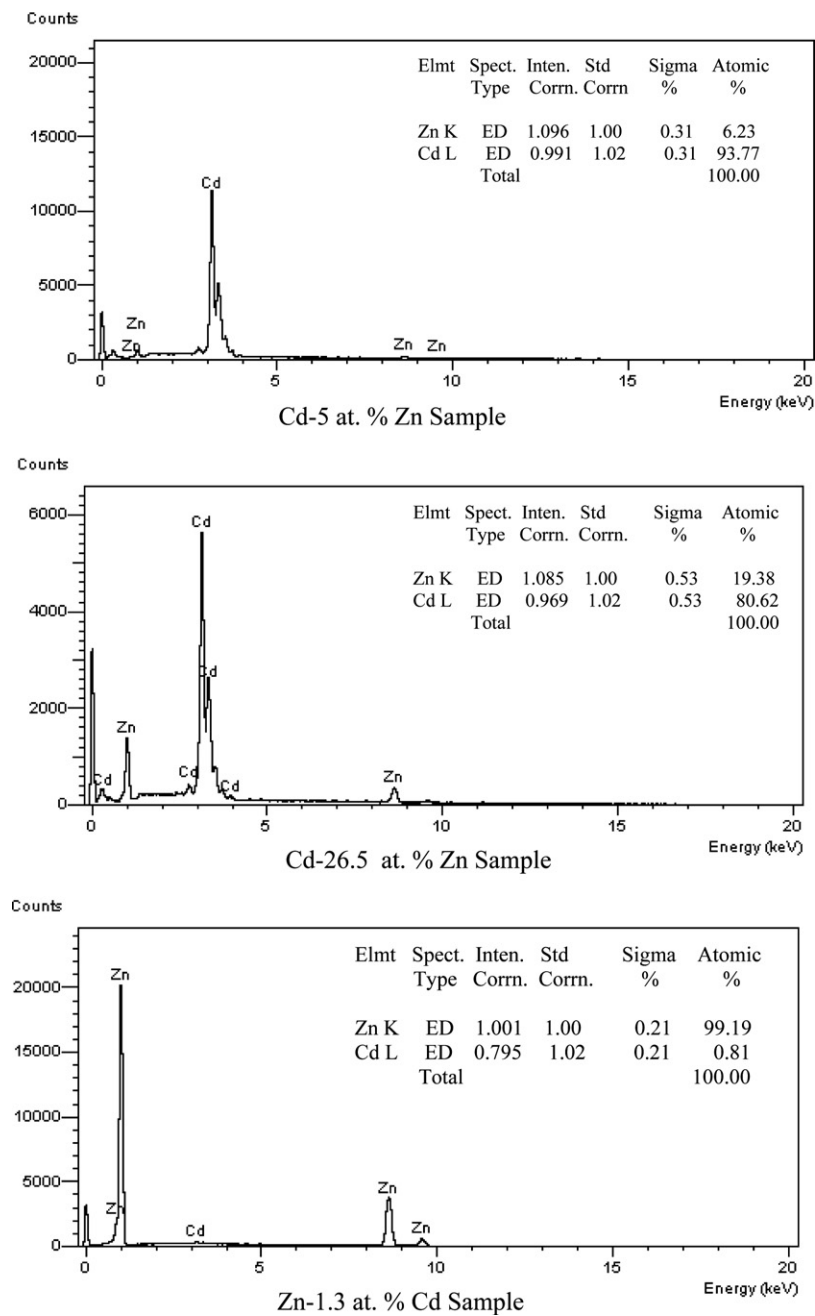 Counts
20000
15000
10000
5000
0
Elmt Spect. Inten. Std Sigma Atomic
Type Corrn. Corrn % %
Zn K ED 1.096 1.00 0.31 6.23
Cd L ED 0.991 1.02 0.31 93.77
Total 100.00
Cd
Zn
Zn
Zn Zn
0 5 10 15 20
Energy (keV)
Cd-5 at. % Zn Sample
Counts
6000
4000
2000
0
Elmt Spect. Inten. Std Sigma Atomic
Type Corrn. Corrn. % %
Zn K ED 1.085 1.00 0.53 19.38
Cd L ED 0.969 1.02 0.53 80.62
Total 100.00
Cd
Cd
Zn
Cd Cd Cd
Zn
0 5 10 15 20
Energy (keV)
Cd-26.5 at. % Zn Sample
Counts
20000
15000
10000
5000
0
Elmt Spect. Inten. Std Sigma Atomic
Type Corrn. Corrn. % %
Zn K ED 1.001 1.00 0.21 99.19
Cd L ED 0.795 1.02 0.21 0.81
Total 100.00
Zn
Zn
Cd
Zn
0 5 10 15 20
Energy (keV)
Zn-1.3 at. % Cd Sample